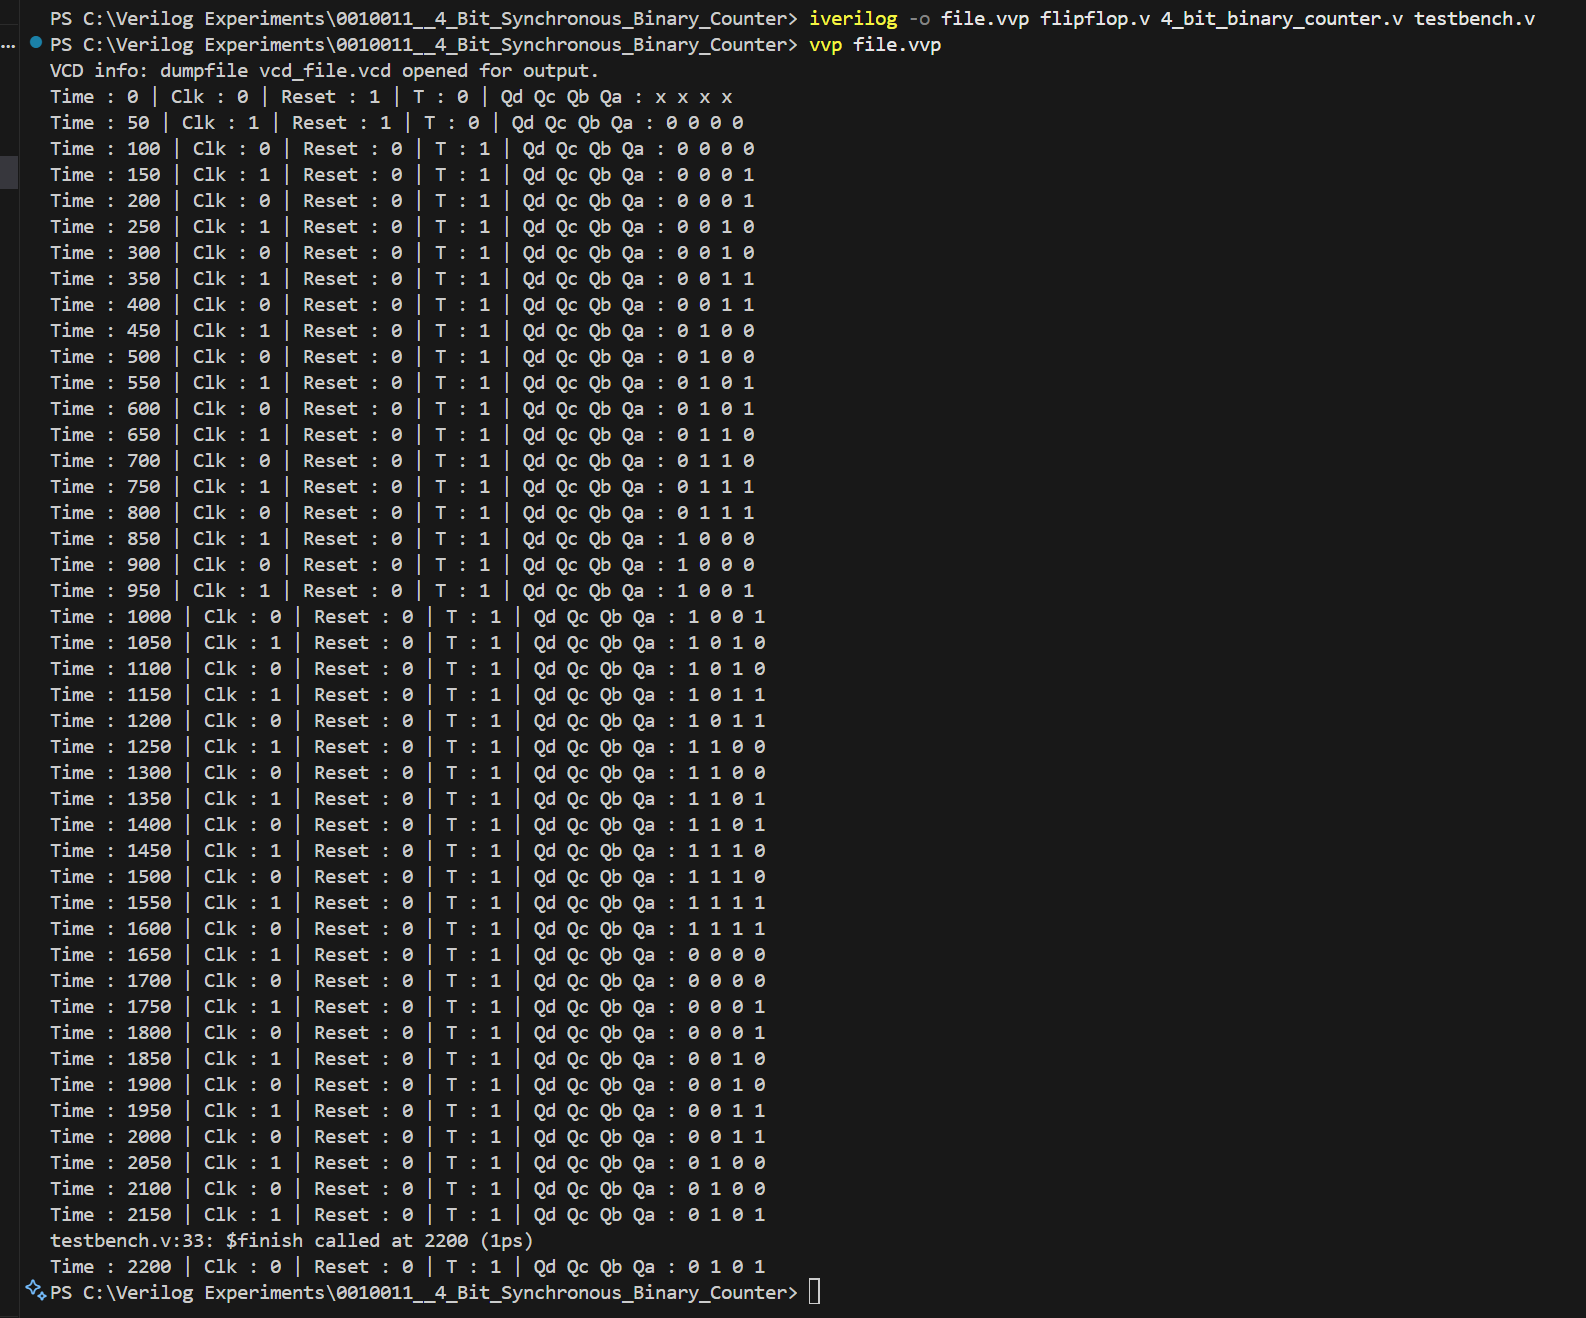 PS C:\Verilog Experiments\0010011__4_Bit_Synchronous_Binary_Counter> iverilog -o file.vvp flipflop.v 4_bit_binary_counter.v testbench.v
PS C:\Verilog Experiments\0010011__4_Bit_Synchronous_Binary_Counter> vvp file.vvp
VCD info: dumpfile vcd_file.vcd opened for output.
Time : 0 | Clk : 0 | Reset : 1 | T : 0 | Qd Qc Qb Qa : x x x x
Time : 50 | Clk : 1 | Reset : 1 | T : 0 | Qd Qc Qb Qa : 0 0 0 0
Time : 100 | Clk : 0 | Reset : 0 | T : 1 | Qd Qc Qb Qa : 0 0 0 0
Time : 150 | Clk : 1 | Reset : 0 | T : 1 | Qd Qc Qb Qa : 0 0 0 1
Time : 200 | Clk : 0 | Reset : 0 | T : 1 | Qd Qc Qb Qa : 0 0 0 1
Time : 250 | Clk : 1 | Reset : 0 | T : 1 | Qd Qc Qb Qa : 0 0 1 0
Time : 300 | Clk : 0 | Reset : 0 | T : 1 | Qd Qc Qb Qa : 0 0 1 0
Time : 350 | Clk : 1 | Reset : 0 | T : 1 | Qd Qc Qb Qa : 0 0 1 1
Time : 400 | Clk : 0 | Reset : 0 | T : 1 | Qd Qc Qb Qa : 0 0 1 1
Time : 450 | Clk : 1 | Reset : 0 | T : 1 | Qd Qc Qb Qa : 0 1 0 0
Time : 500 | Clk : 0 | Reset : 0 | T : 1 | Qd Qc Qb Qa : 0 1 0 0
Time : 550 | Clk : 1 | Reset : 0 | T : 1 | Qd Qc Qb Qa : 0 1 0 1
Time : 600 | Clk : 0 | Reset : 0 | T : 1 | Qd Qc Qb Qa : 0 1 0 1
Time : 650 | Clk : 1 | Reset : 0 | T : 1 | Qd Qc Qb Qa : 0 1 1 0
Time : 700 | Clk : 0 | Reset : 0 | T : 1 | Qd Qc Qb Qa : 0 1 1 0
Time : 750 | Clk : 1 | Reset : 0 | T : 1 | Qd Qc Qb Qa : 0 1 1 1
Time : 800 | Clk : 0 | Reset : 0 | T : 1 | Qd Qc Qb Qa : 0 1 1 1
Time : 850 | Clk : 1 | Reset : 0 | T : 1 | Qd Qc Qb Qa : 1 0 0 0
Time : 900 | Clk : 0 | Reset : 0 | T : 1 | Qd Qc Qb Qa : 1 0 0 0
Time : 950 | Clk : 1 | Reset : 0 | T : 1 | Qd Qc Qb Qa : 1 0 0 1
Time : 1000 | Clk : 0 | Reset : 0 | T : 1 | Qd Qc Qb Qa : 1 0 0 1
Time : 1050 | Clk : 1 | Reset : 0 | T : 1 | Qd Qc Qb Qa : 1 0 1 0
Time : 1100 | Clk : 0 | Reset : 0 | T : 1 | Qd Qc Qb Qa : 1 0 1 0
Time : 1150 | Clk : 1 | Reset : 0 | T : 1 | Qd Qc Qb Qa : 1 0 1 1
Time : 1200 | Clk : 0 | Reset : 0 | T : 1 | Qd Qc Qb Qa : 1 0 1 1
Time : 1250 | Clk : 1 | Reset : 0 | T : 1 | Qd Qc Qb Qa : 1 1 0 0
Time : 1300 | Clk : 0 | Reset : 0 | T : 1 | Qd Qc Qb Qa : 1 1 0 0
Time : 1350 | Clk : 1 | Reset : 0 | T : 1 | Qd Qc Qb Qa : 1 1 0 1
Time : 1400 | Clk : 0 | Reset : 0 | T : 1 | Qd Qc Qb Qa : 1 1 0 1
Time : 1450 | Clk : 1 | Reset : 0 | T : 1 | Qd Qc Qb Qa : 1 1 1 0
Time : 1500 | Clk : 0 | Reset : 0 | T : 1 | Qd Qc Qb Qa : 1 1 1 0
Time : 1550 | Clk : 1 | Reset : 0 | T : 1 | Qd Qc Qb Qa : 1 1 1 1
Time : 1600 | Clk : 0 | Reset : 0 | T : 1 | Qd Qc Qb Qa : 1 1 1 1
Time : 1650 | Clk : 1 | Reset : 0 | T : 1 | Qd Qc Qb Qa : 0 0 0 0
Time : 1700 | Clk : 0 | Reset : 0 | T : 1 | Qd Qc Qb Qa : 0 0 0 0
Time : 1750 | Clk : 1 | Reset : 0 | T : 1 | Qd Qc Qb Qa : 0 0 0 1
Time : 1800 | Clk : 0 | Reset : 0 | T : 1 | Qd Qc Qb Qa : 0 0 0 1
Time : 1850 | Clk : 1 | Reset : 0 | T : 1 | Qd Qc Qb Qa : 0 0 1 0
Time : 1900 | Clk : 0 | Reset : 0 | T : 1 | Qd Qc Qb Qa : 0 0 1 0
Time : 1950 | Clk : 1 | Reset : 0 | T : 1 | Qd Qc Qb Qa : 0 0 1 1
Time : 2000 | Clk : 0 | Reset : 0 | T : 1 | Qd Qc Qb Qa : 0 0 1 1
Time : 2050 | Clk : 1 | Reset : 0 | T : 1 | Qd Qc Qb Qa : 0 1 0 0
Time : 2100 | Clk : 0 | Reset : 0 | T : 1 | Qd Qc Qb Qa : 0 1 0 0
Time : 2150 | Clk : 1 | Reset : 0 | T : 1 | Qd Qc Qb Qa : 0 1 0 1
testbench.v:33: $finish called at 2200 (1ps)
Time : 2200 | Clk : 0 | Reset : 0 | T : 1 | Qd Qc Qb Qa : 0 1 0 1
PS C:\Verilog Experiments\0010011__4_Bit_Synchronous_Binary_Counter>